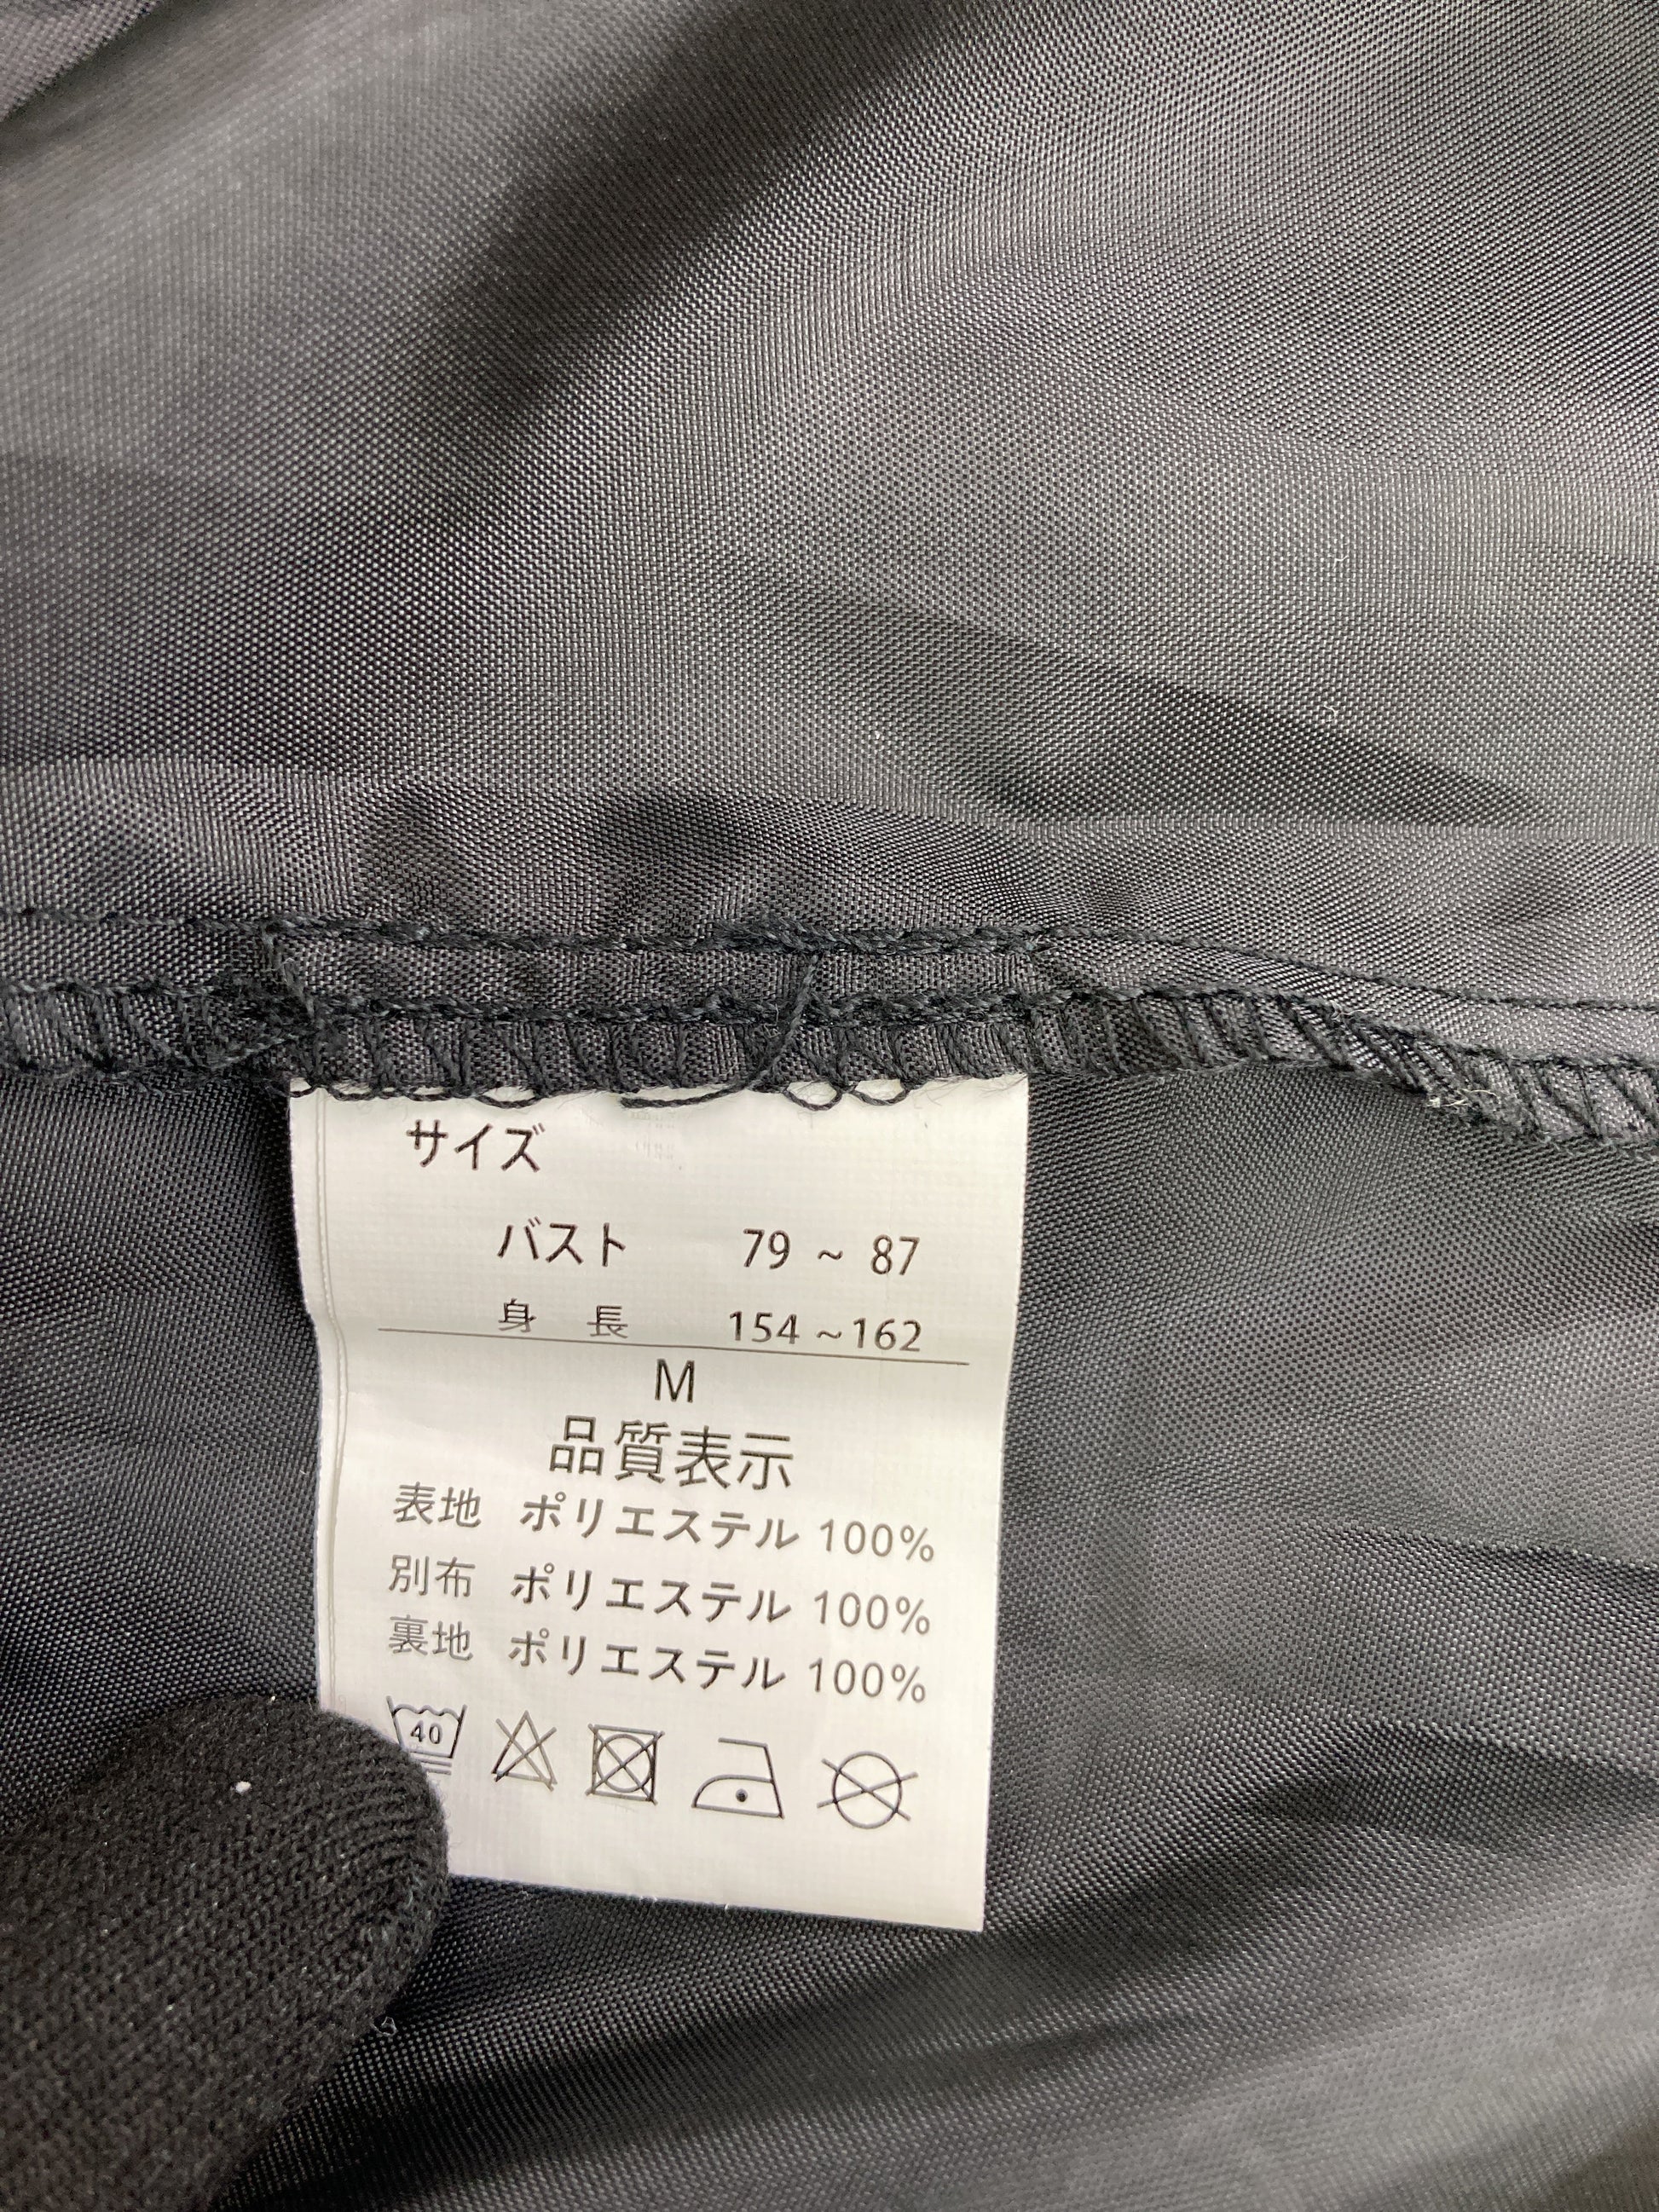 サイズ
バスト 79 ~ 87
身 長 154 ~162
M
品質表示
表地 ポリエステル 100%
別布 ポリエステル 100%
裏地 ポリエステル 100%
40